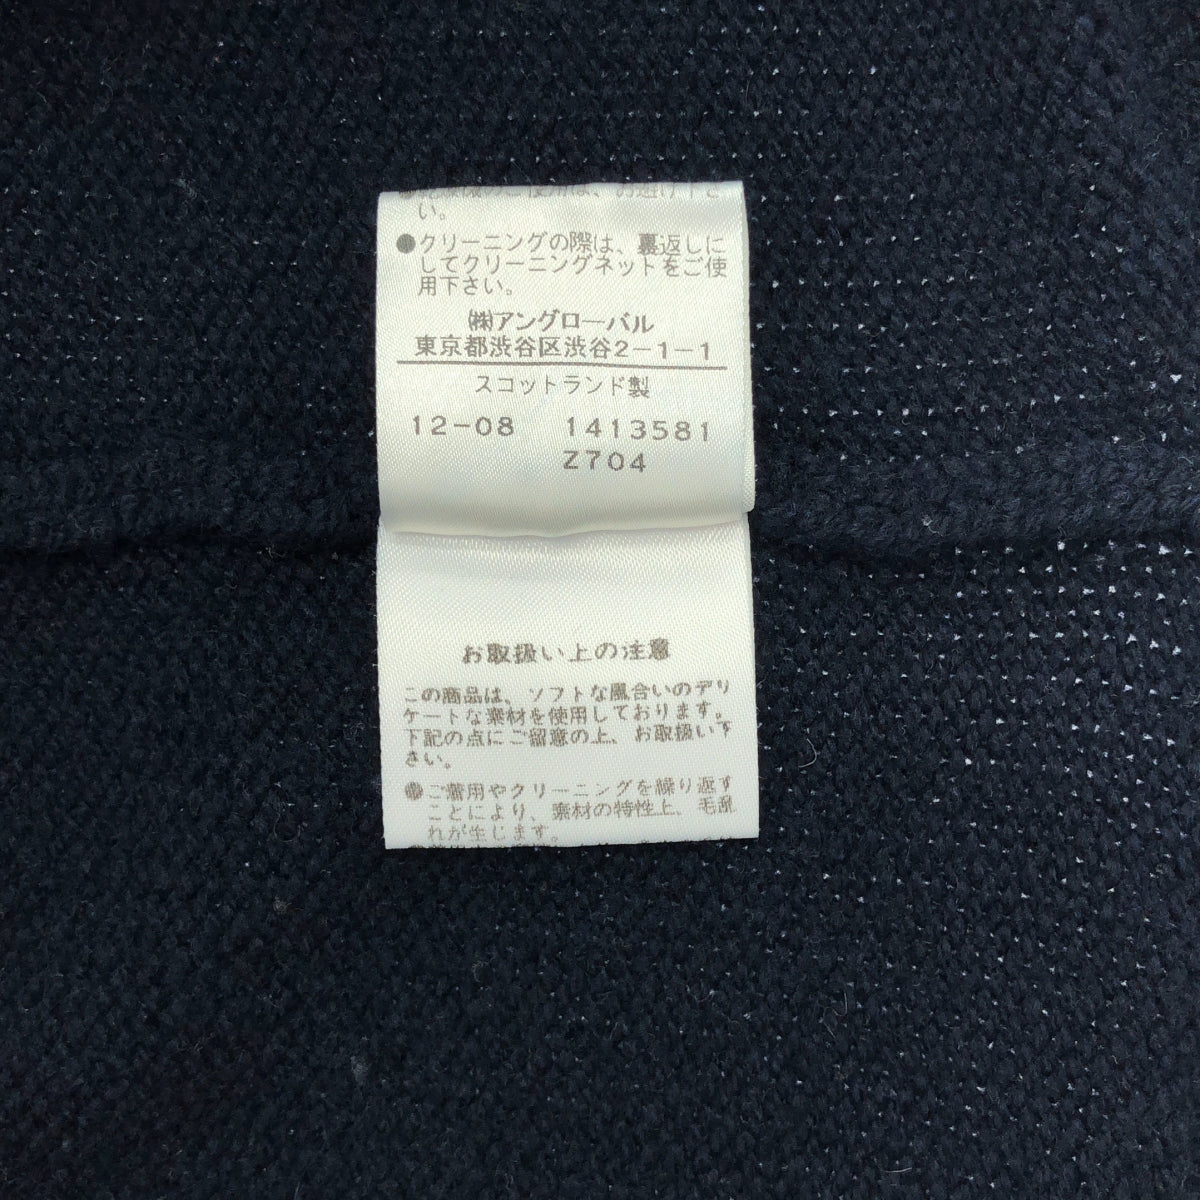 い。
●クリーニングの際は、裏返しに
してクリーニングネットをご使
用下さい。
㈱アングローバル
東京都渋谷区渋谷2-1-1
スコットランド製
12-08 1413581
Z704
お取扱い上の注意
この商品は、ソフトな風合いのデリ
ケートな素材を使用しております。
下記の点にご留意の上、お取扱い下
さい。
●ご着用やクリーニングを繰り返す
ことにより、素材の特性上、毛乱
れが生じます。